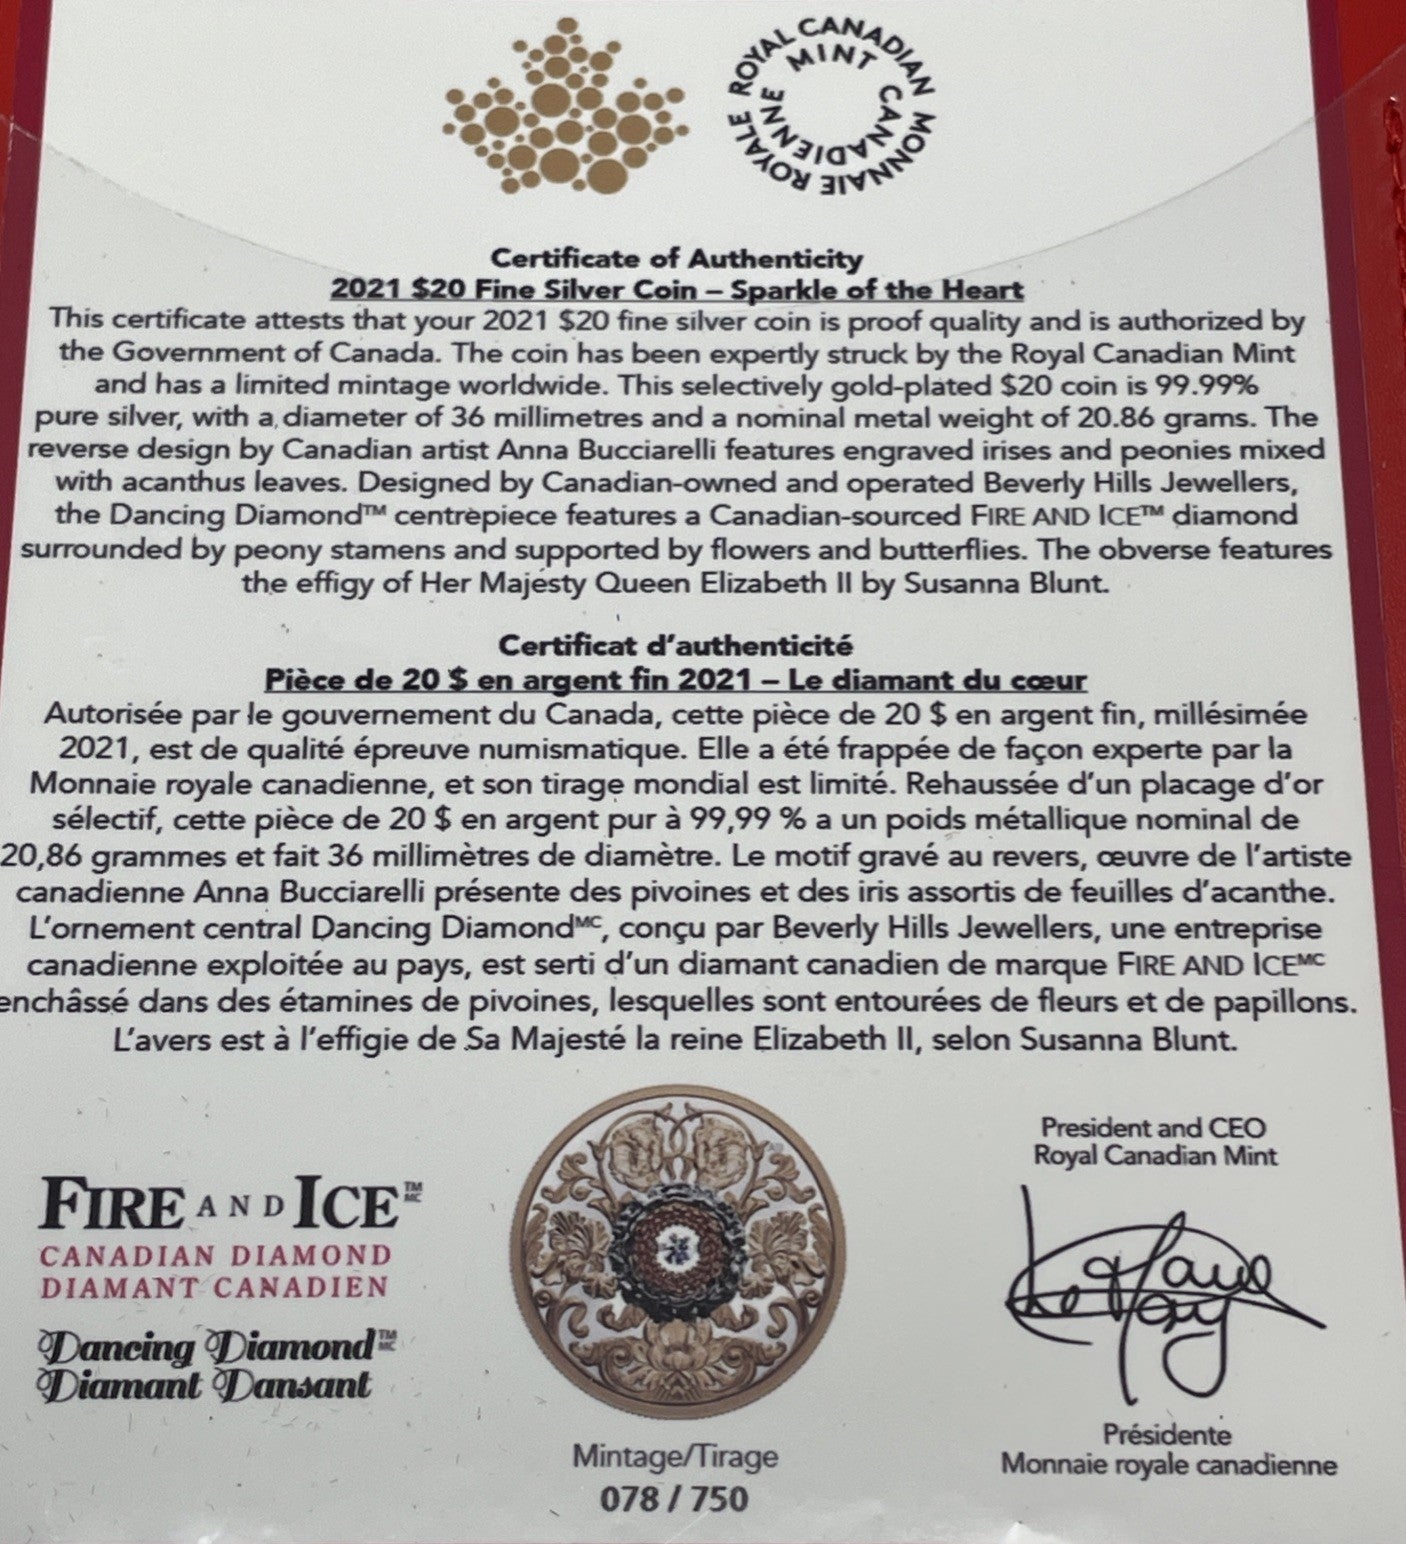 ROYAL CANADIAN MINT
MONNAIE ROYALE CANADIENNE
Certificate of Authenticity
2021 $20 Fine Silver Coin – Sparkle of the Heart
This certificate attests that your 2021 $20 fine silver coin is proof quality and is authorized by
the Government of Canada. The coin has been expertly struck by the Royal Canadian Mint
and has a limited mintage worldwide. This selectively gold-plated $20 coin is 99.99%
pure silver, with a diameter of 36 millimetres and a nominal metal weight of 20.86 grams. The
reverse design by Canadian artist Anna Bucciarelli features engraved irises and peonies mixed
with acanthus leaves. Designed by Canadian-owned and operated Beverly Hills Jewellers,
the Dancing Diamond™ centrepiece features a Canadian-sourced FIRE AND ICE™ diamond
surrounded by peony stamens and supported by flowers and butterflies. The obverse features
the effigy of Her Majesty Queen Elizabeth II by Susanna Blunt.
Certificat d'authenticité
Pièce de 20 $ en argent fin 2021 – Le diamant du cœur
Autorisée par le gouvernement du Canada, cette pièce de 20 $ en argent fin, millésimée
2021, est de qualité épreuve numismatique. Elle a été frappée de façon experte par la
Monnaie royale canadienne, et son tirage mondial est limité. Rehaussée d'un placage d'or
sélectif, cette pièce de 20 $ en argent pur à 99,99 % a un poids métallique nominal de
20,86 grammes et fait 36 millimètres de diamètre. Le motif gravé au revers, œuvre de l'artiste
canadienne Anna Bucciarelli présente des pivoines et des iris assortis de feuilles d'acanthe.
L'ornement central Dancing Diamond MC, conçu par Beverly Hills Jewellers, une entreprise
canadienne exploitée au pays, est serti d'un diamant canadien de marque FIRE AND ICE MC
enchâssé dans des étamines de pivoines, lesquelles sont entourées de fleurs et de papillons.
L'avers est à l'effigie de Sa Majesté la reine Elizabeth II, selon Susanna Blunt.
FIRE AND ICE TM MC
CANADIAN DIAMOND
DIAMANT CANADIEN
Dancing Diamond TM MC
Diamant Dansant
Mintage/Tirage
078 / 750
President and CEO
Royal Canadian Mint
Présidente
Monnaie royale canadienne